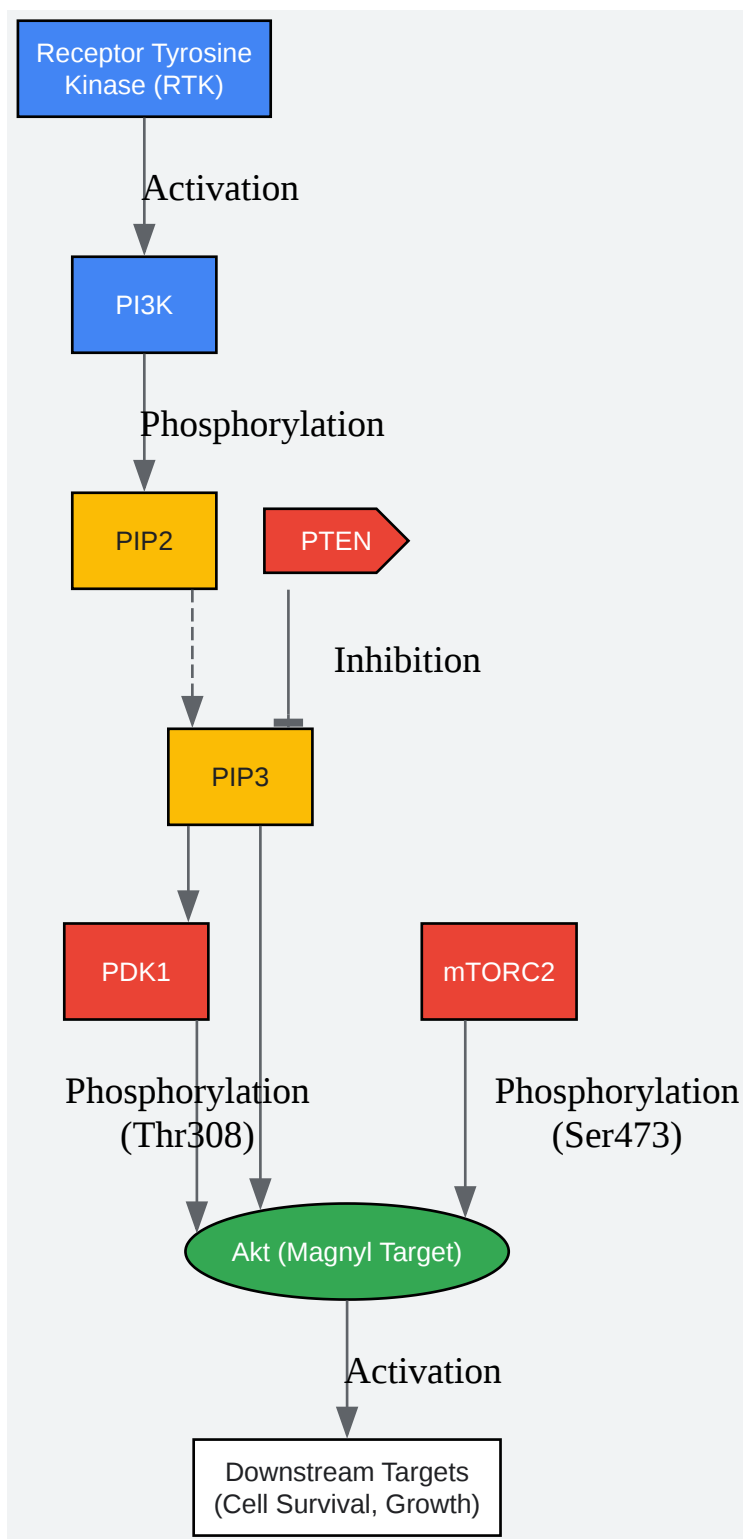 Receptor Tyrosine
Kinase (RTK)
Activation
PI3K
Phosphorylation
PIP2
PTEN
Inhibition
PIP3
PDK1
mTORC2
Phosphorylation
(Thr308)
Phosphorylation
(Ser473)
Akt (Magnyl Target)
Activation
Downstream Targets
(Cell Survival, Growth)